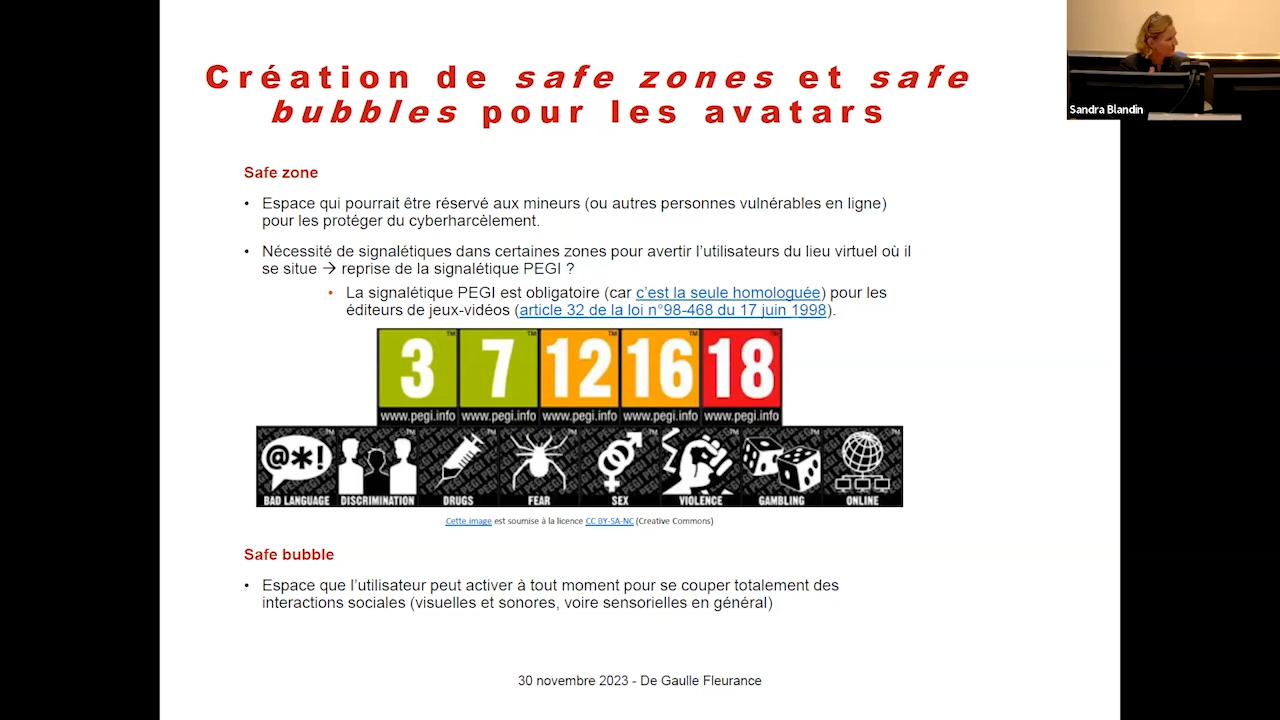 Création de safe zones et safe
bubbles pour les avatars
Sandra Blandin
Safe zone
• Espace qui pourrait être réservé aux mineurs (ou autres personnes vulnérables en ligne)
pour les protéger du cyberharcèlement.
• Nécessité de signalétiques dans certaines zones pour avertir l'utilisateurs du lieu virtuel où il
se situe → reprise de la signalétique PEGI ?
• La signalétique PEGI est obligatoire (car c'est la seule homologuée) pour les
éditeurs de jeux-vidéos (article 32 de la loi n°98-468 du 17 juin 1998).
3 7 12 16 18
www.pegi.info www.pegi.info www.pegi.info www.pegi.info www.pegi.info
@*!
BAD LANGUAGE DISCRIMINATION DRUGS FEAR SEX VIOLENCE GAMBLING ONLINE
Cette image est soumise à la licence CC BY-SA-NC (Creative Commons)
Safe bubble
• Espace que l'utilisateur peut activer à tout moment pour se couper totalement des
interactions sociales (visuelles et sonores, voire sensorielles en général)
30 novembre 2023 - De Gaulle Fleurance